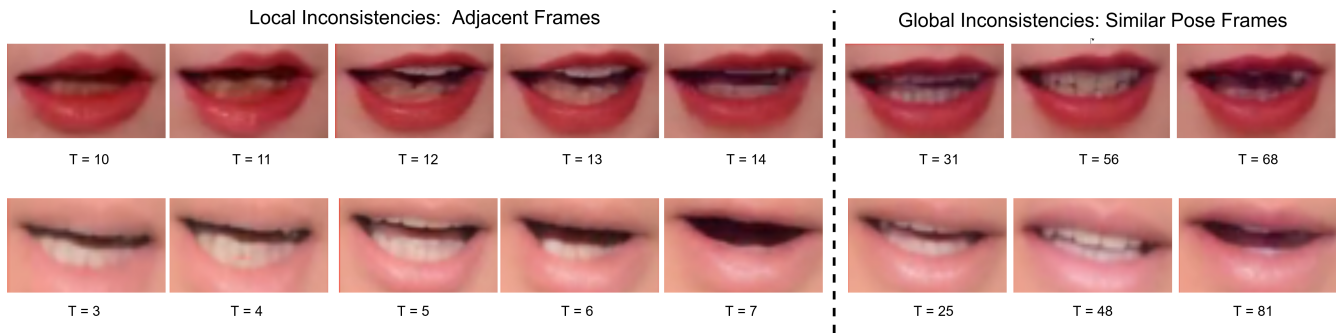 Local Inconsistencies: Adjacent Frames
Global Inconsistencies: Similar Pose Frames
T = 10
T = 11
T = 12
T = 13
T = 14
T = 31
T = 56
T = 68
T = 3
T = 4
T = 5
T = 6
T = 7
T = 25
T = 48
T = 81